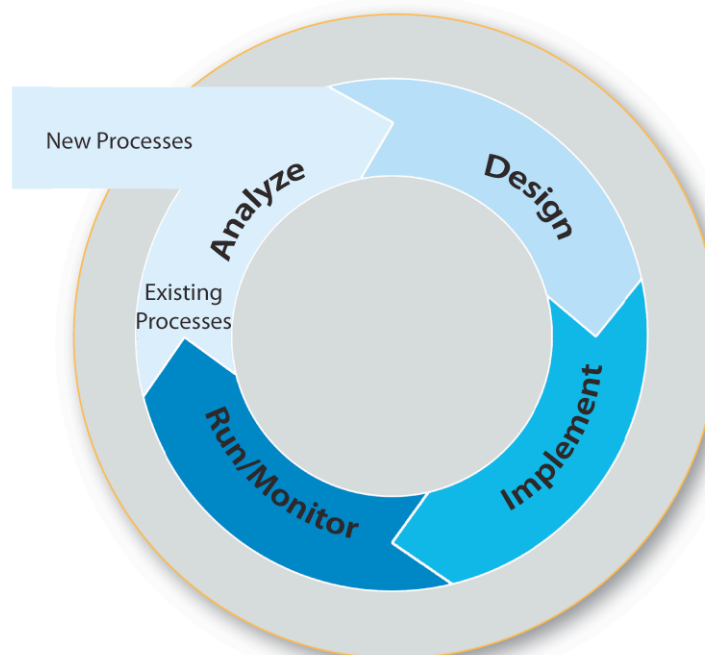 New Processes
Analyze
Design
Existing
Processes
Implement
Run/Monitor